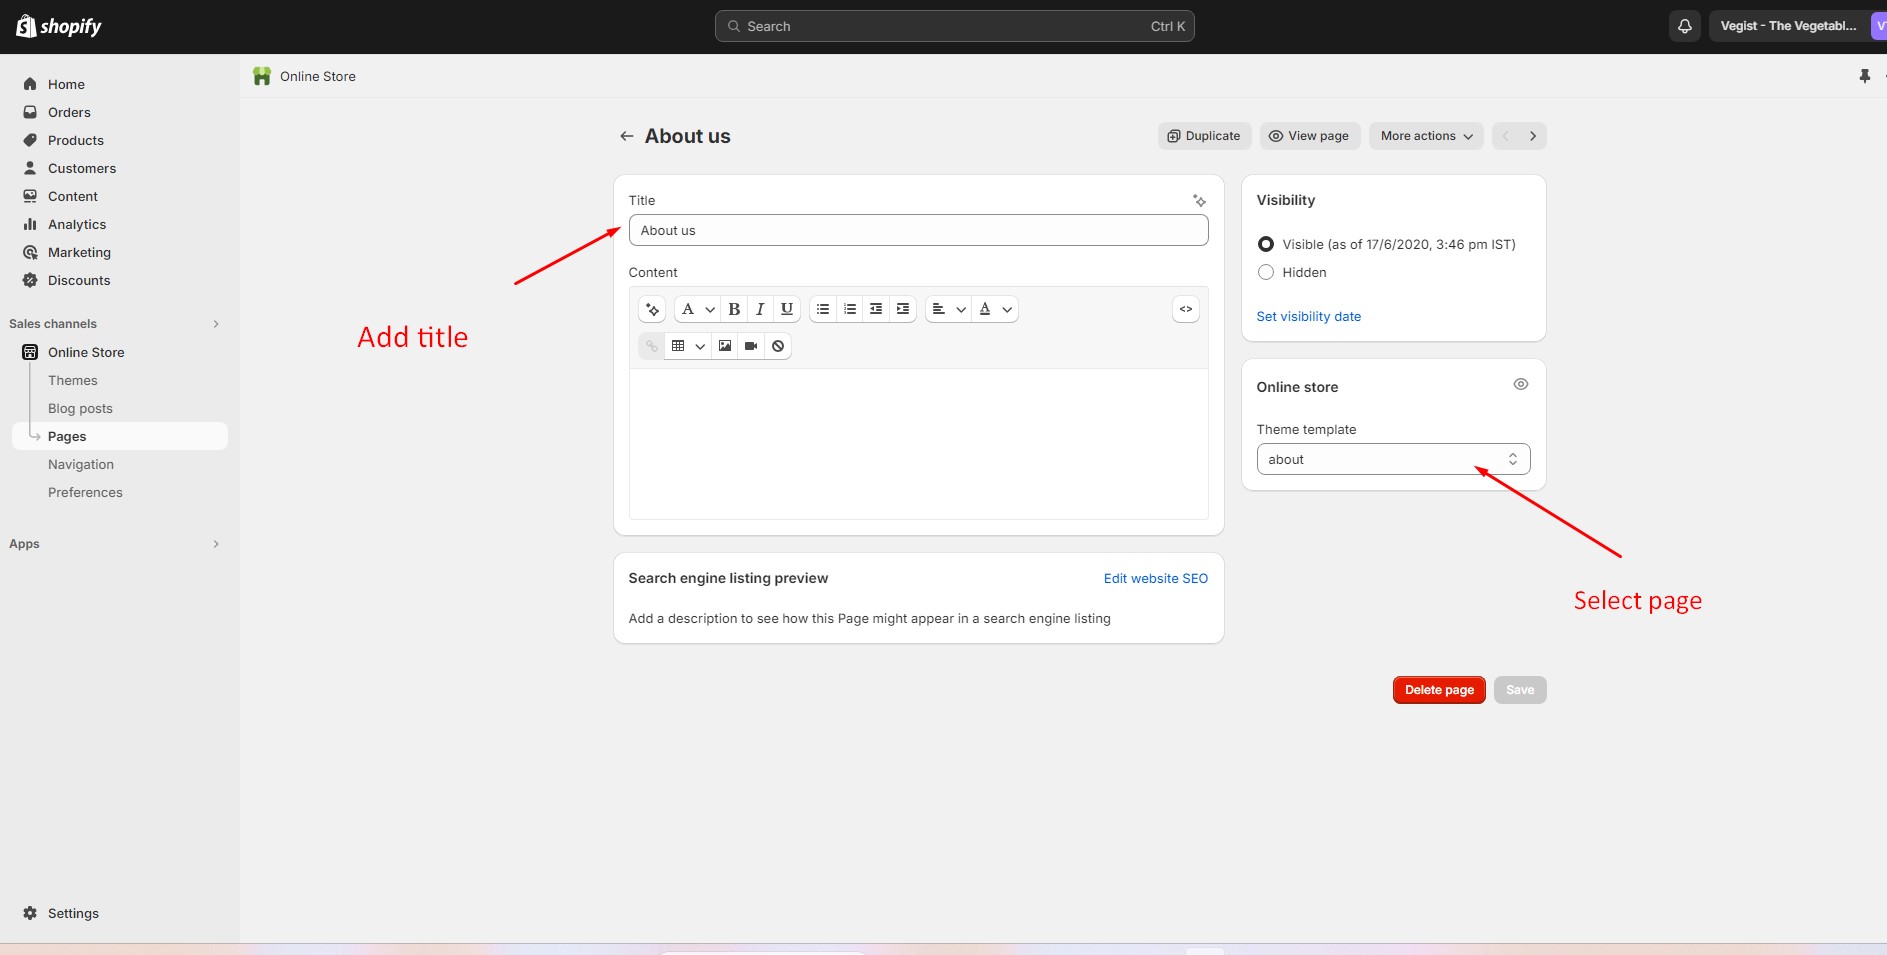 shopify
Search
Ctrl K
Vegist - The Vegetabl...
Home
Orders
Products
Customers
Content
Analytics
Marketing
Discounts
Sales channels
Online Store
Themes
Blog posts
Pages
Navigation
Preferences
Apps
Settings
Online Store
About us
Duplicate
View page
More actions
Title
About us
Content
A
B
I
U
A
<>
Add title
Search engine listing preview
Edit website SEO
Add a description to see how this Page might appear in a search engine listing
Visibility
Visible (as of 17/6/2020, 3:46 pm IST)
Hidden
Set visibility date
Online store
Theme template
about
Select page
Delete page
Save